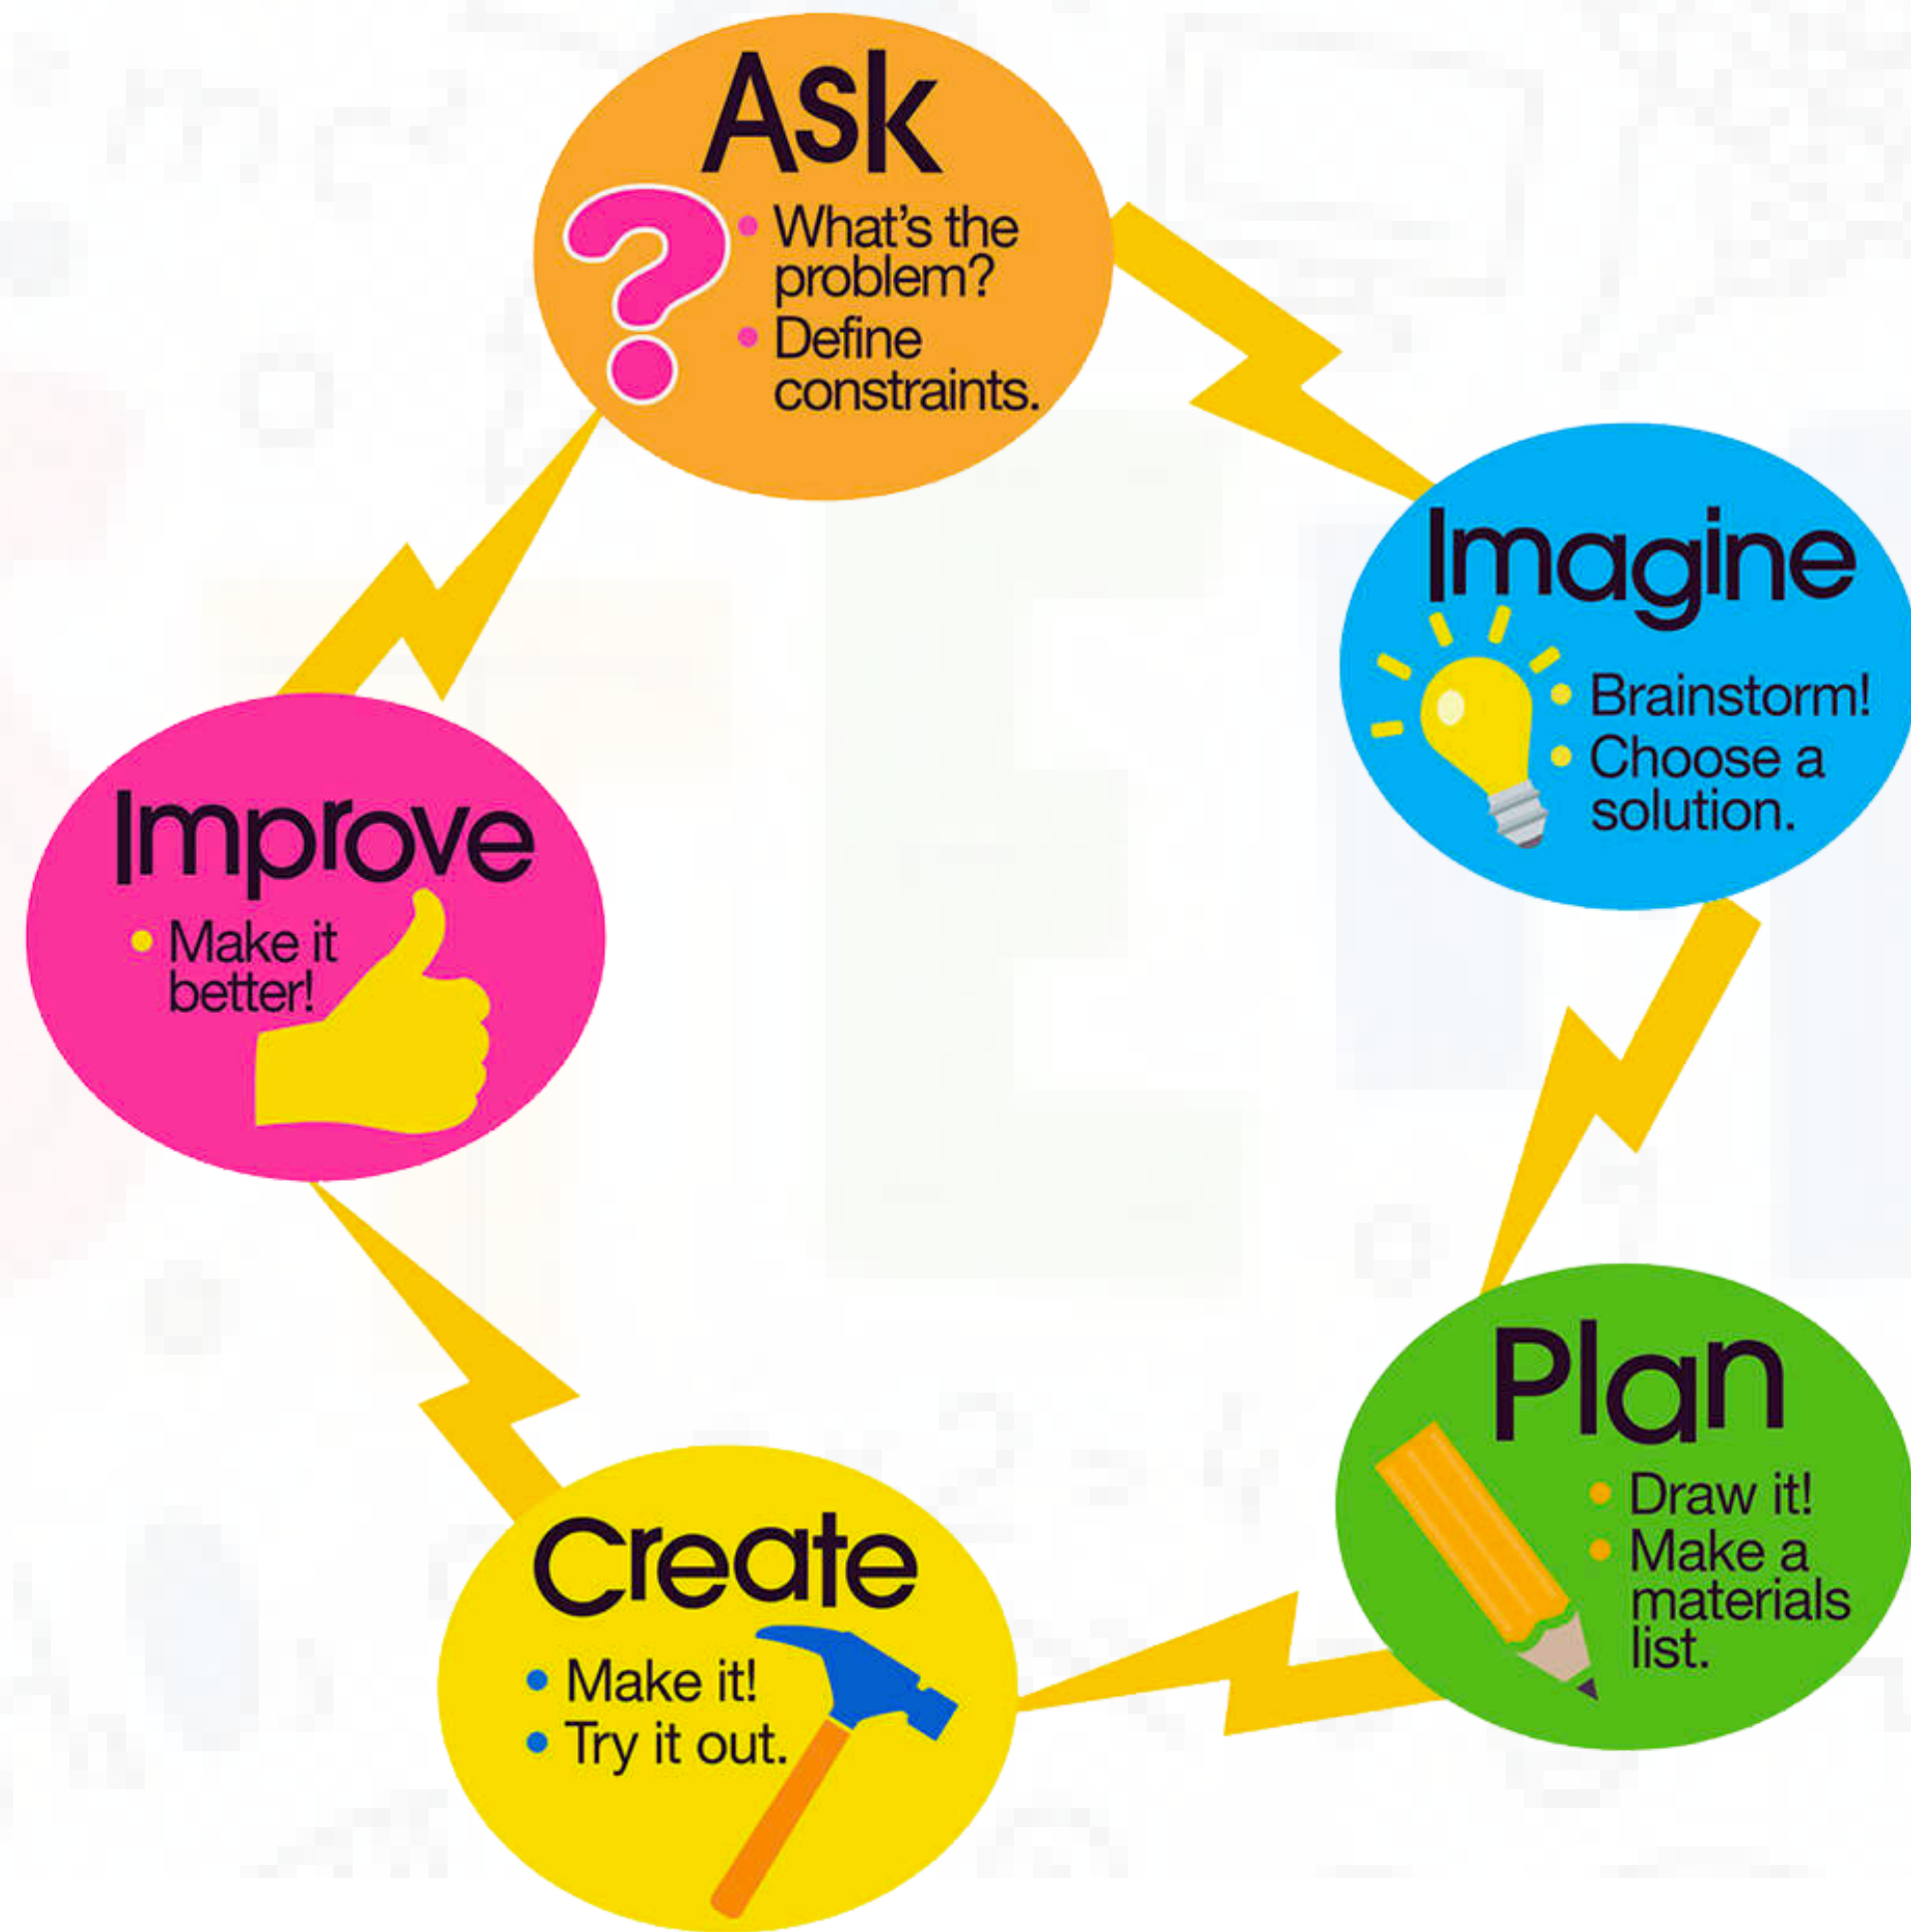 Ask
What's the
problem?
Define
constraints.
Imagine
Brainstorm!
Choose a
solution.
Plan
Draw it!
Make a
materials
list.
Create
Make it!
Try it out.
Improve
Make it
better!